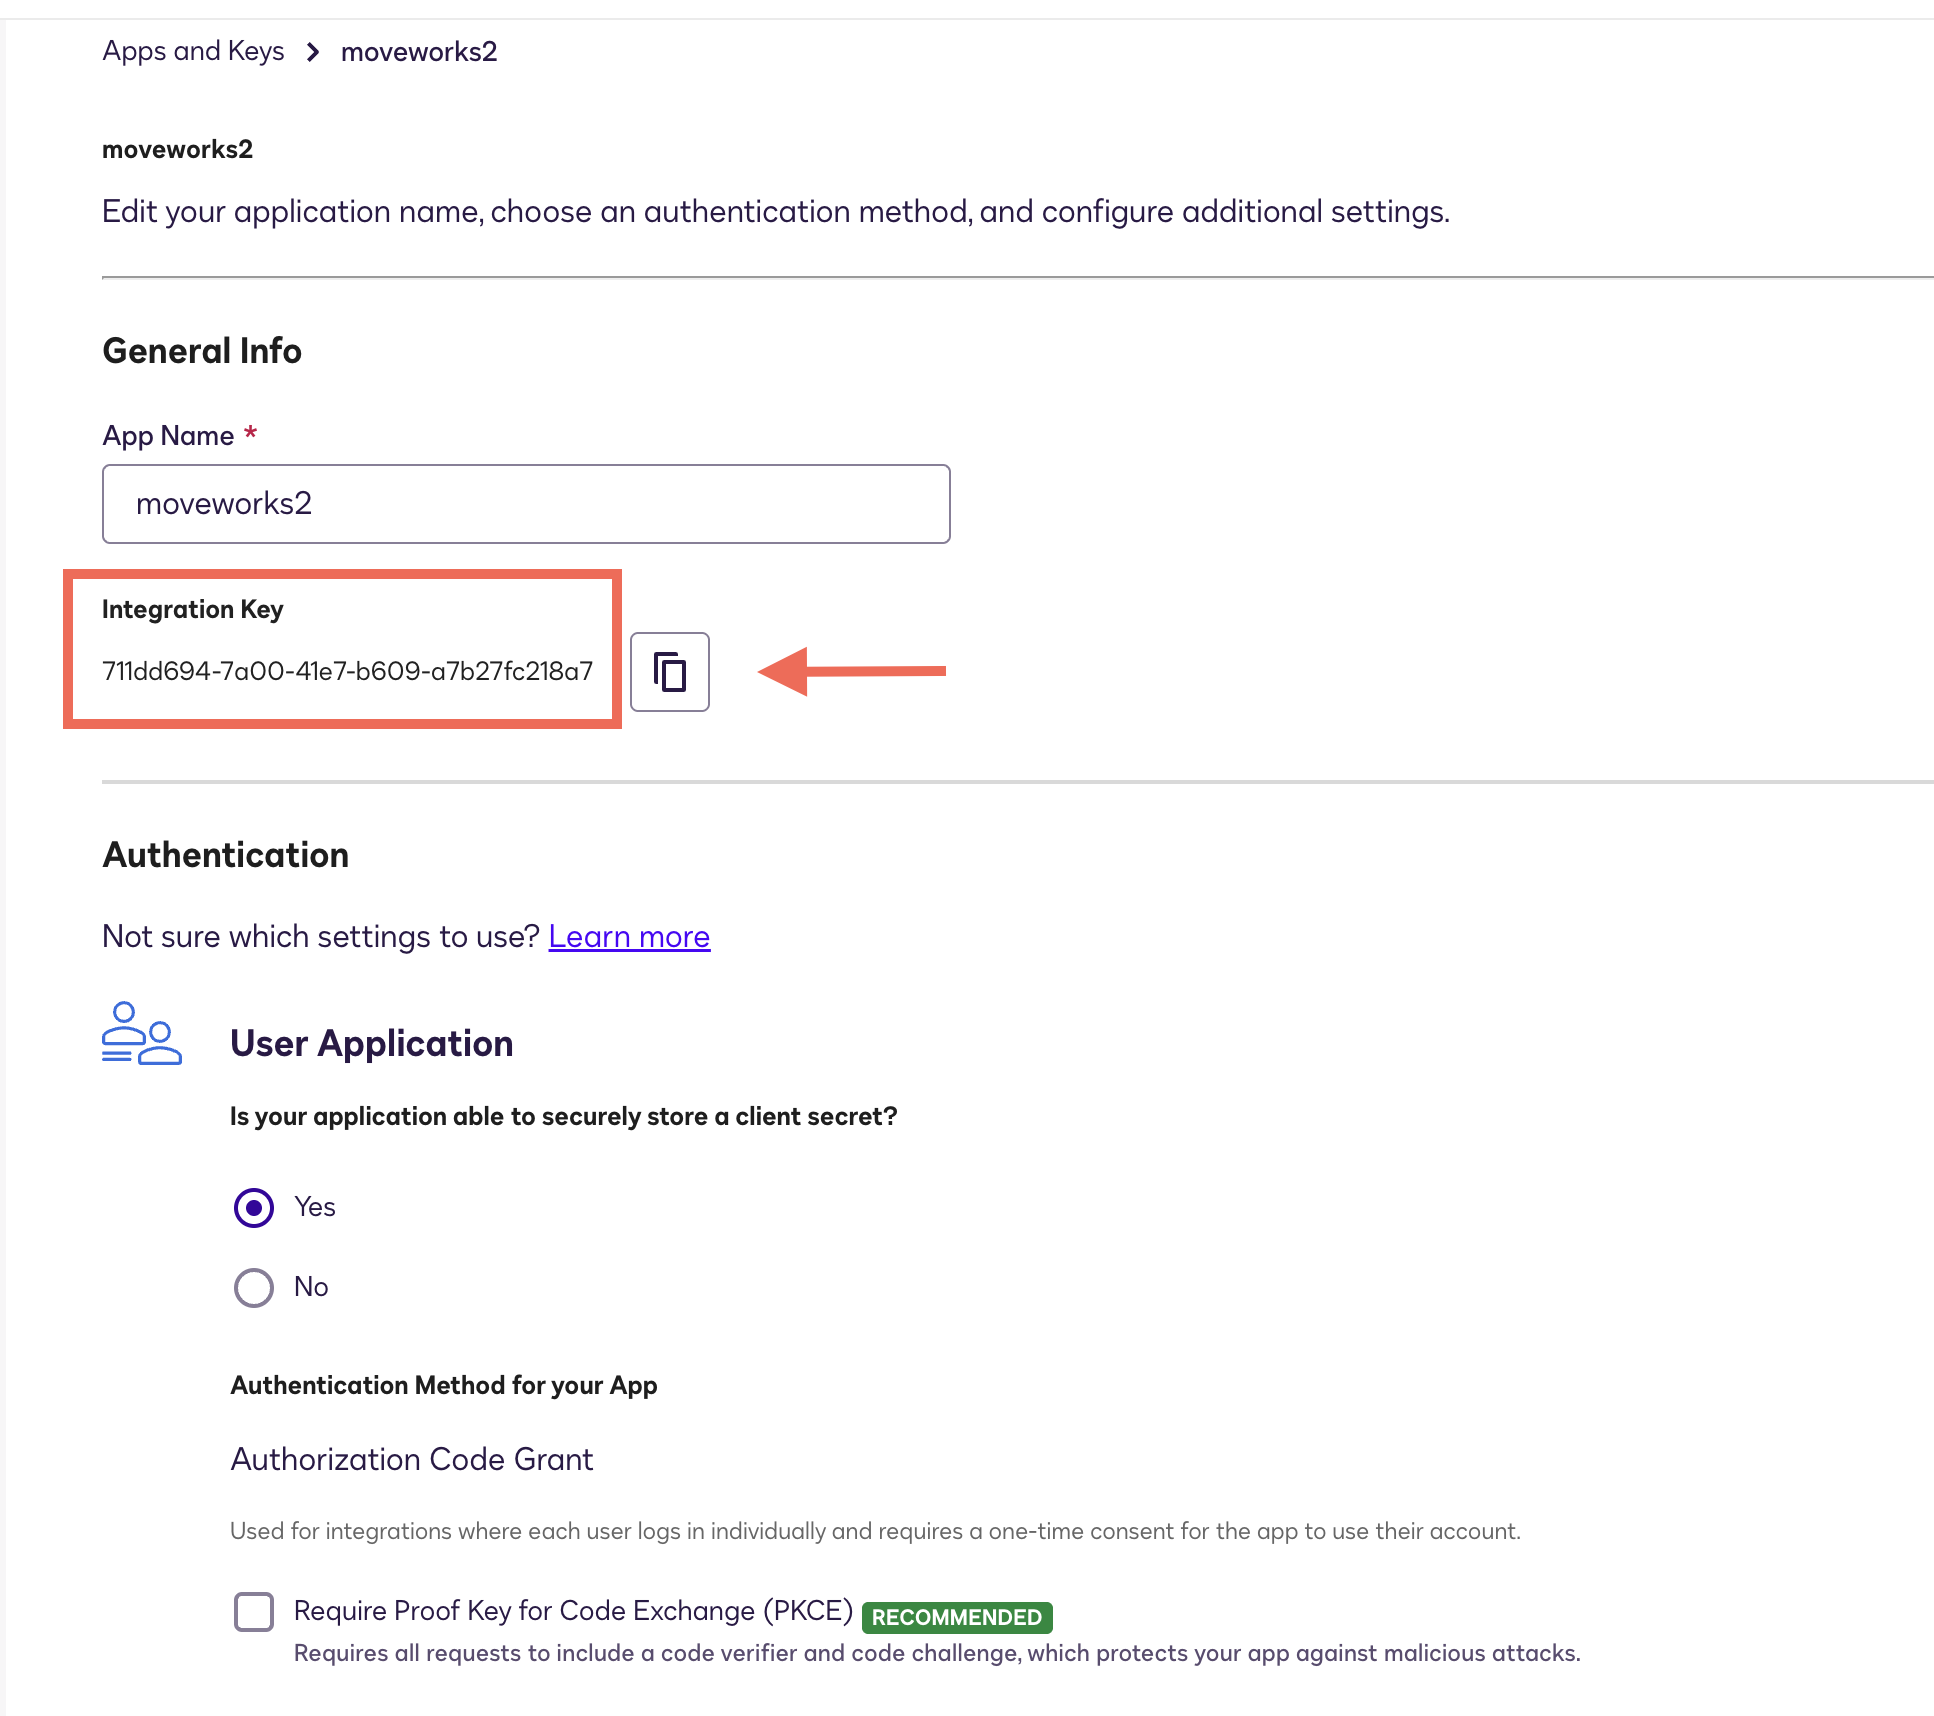 Apps and Keys > moveworks2
moveworks2
Edit your application name, choose an authentication method, and configure additional settings.
General Info
App Name *
moveworks2
Integration Key
711dd694-7a00-41e7-b609-a7b27fc218a7
Authentication
Not sure which settings to use? Learn more
User Application
Is your application able to securely store a client secret?
Yes
No
Authentication Method for your App
Authorization Code Grant
Used for integrations where each user logs in individually and requires a one-time consent for the app to use their account.
Require Proof Key for Code Exchange (PKCE) RECOMMENDED
Requires all requests to include a code verifier and code challenge, which protects your app against malicious attacks.